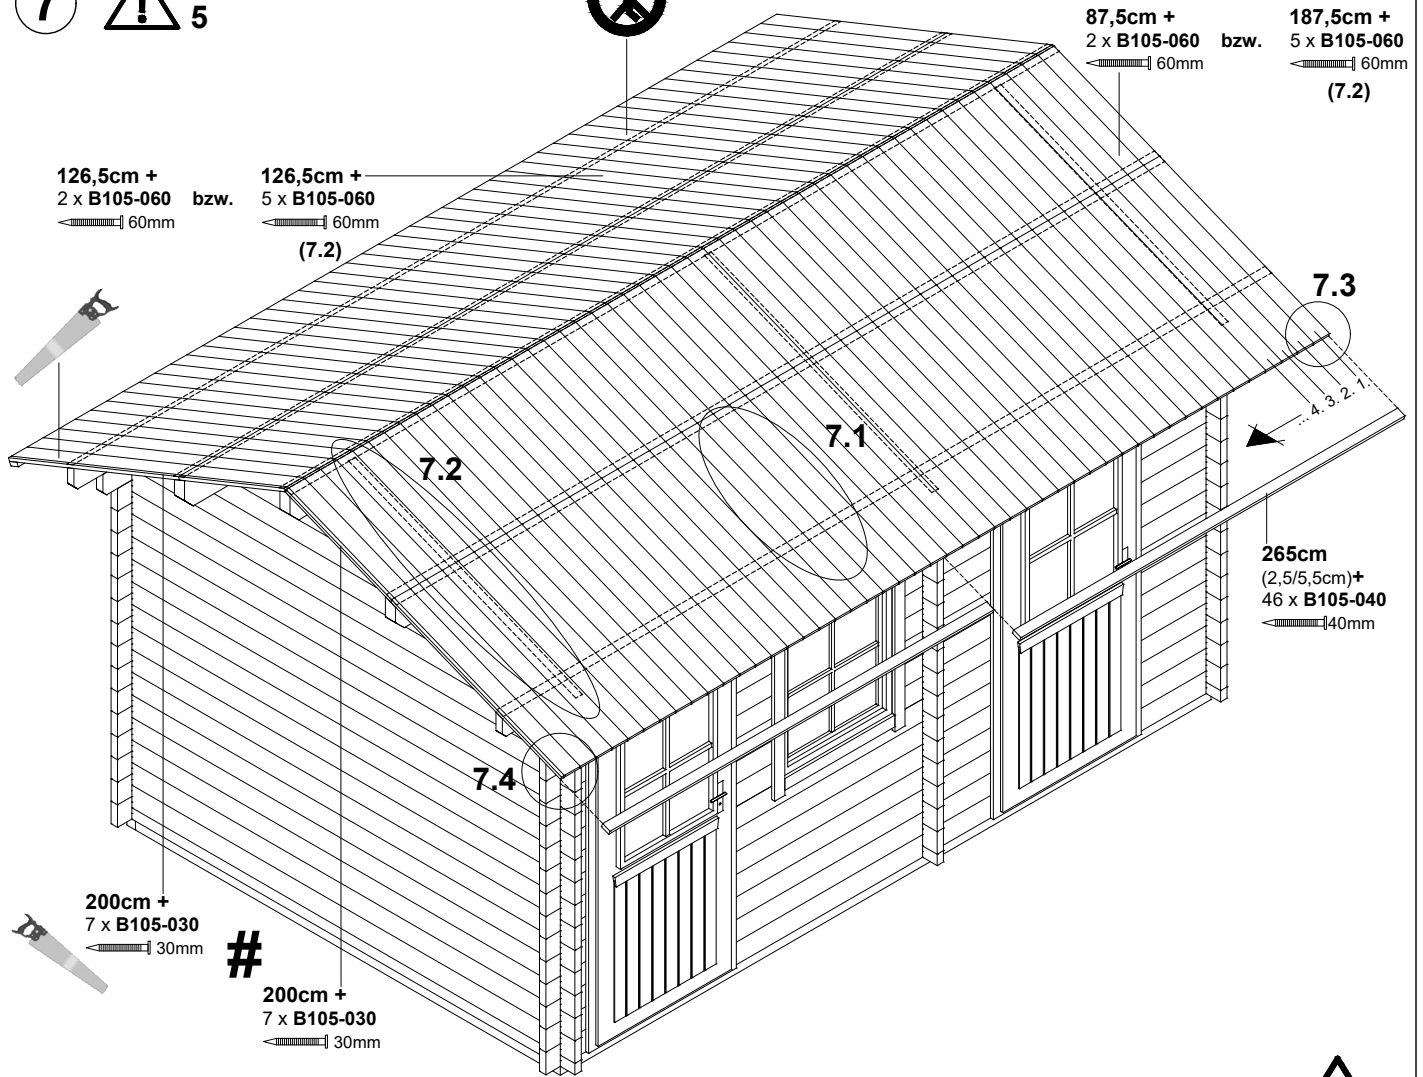 7
!
5
87,5cm +
2 x B105-060 bzw.
60mm
187,5cm +
5 x B105-060
60mm
(7.2)
126,5cm +
2 x B105-060 bzw.
60mm
126,5cm +
5 x B105-060
60mm
(7.2)
7.3
... 4. 3. 2. 1.
7.1
7.2
265cm
(2,5/5,5cm)+
46 x B105-040
40mm
7.4
200cm +
7 x B105-030
30mm
#
200cm +
7 x B105-030
30mm